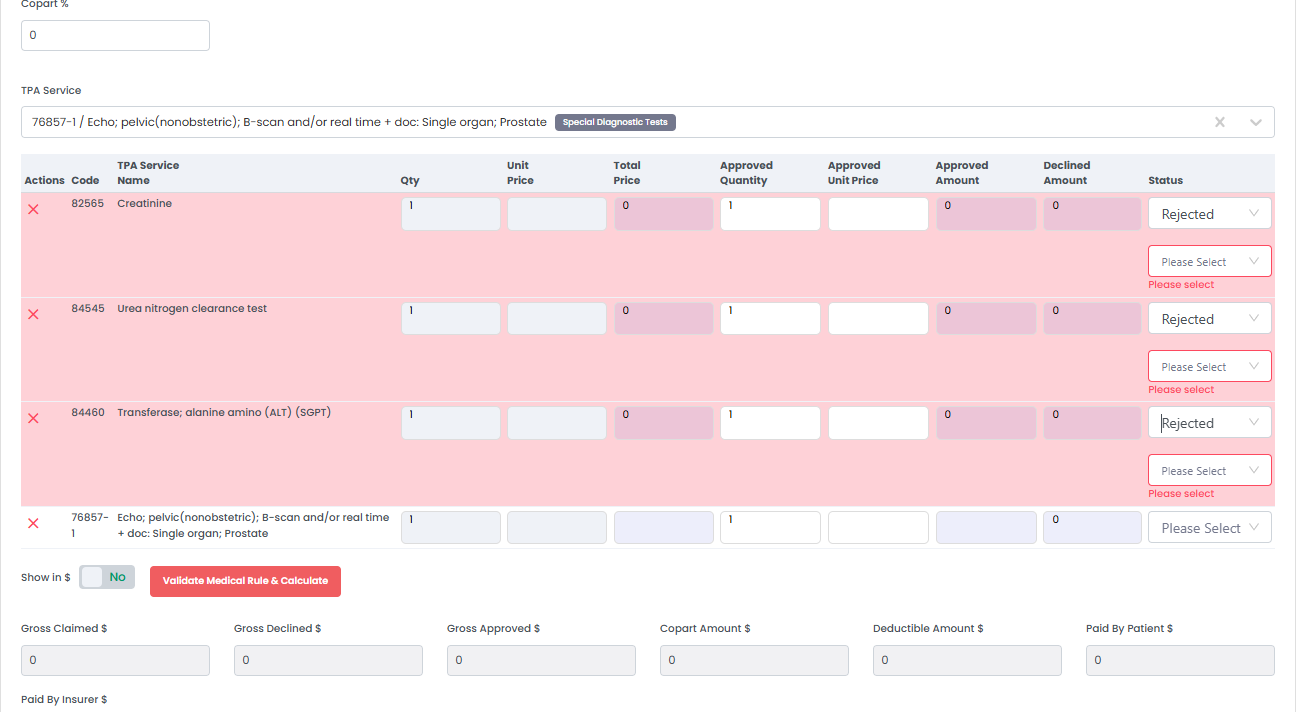 Copart %
0
TPA Service
76857-1 / Echo; pelvic(nonobstetric); B-scan and/or real time + doc: Single organ; Prostate Special Diagnostic Tests
Actions Code TPA Service Name Qty Unit Price Total Price Approved Quantity Approved Unit Price Approved Amount Declined Amount Status
82565 Creatinine 1 0 1 0 0 Rejected
Please Select
Please select
84545 Urea nitrogen clearance test 1 0 1 0 0 Rejected
Please Select
Please select
84460 Transferase; alanine amino (ALT) (SGPT) 1 0 1 0 0 Rejected
Please Select
Please select
76857-1 Echo; pelvic(nonobstetric); B-scan and/or real time + doc: Single organ; Prostate 1 1 0 Please Select
Show in $ No Validate Medical Rule & Calculate
Gross Claimed $ Gross Declined $ Gross Approved $ Copart Amount $ Deductible Amount $ Paid By Patient $
0 0 0 0 0 0
Paid By Insurer $